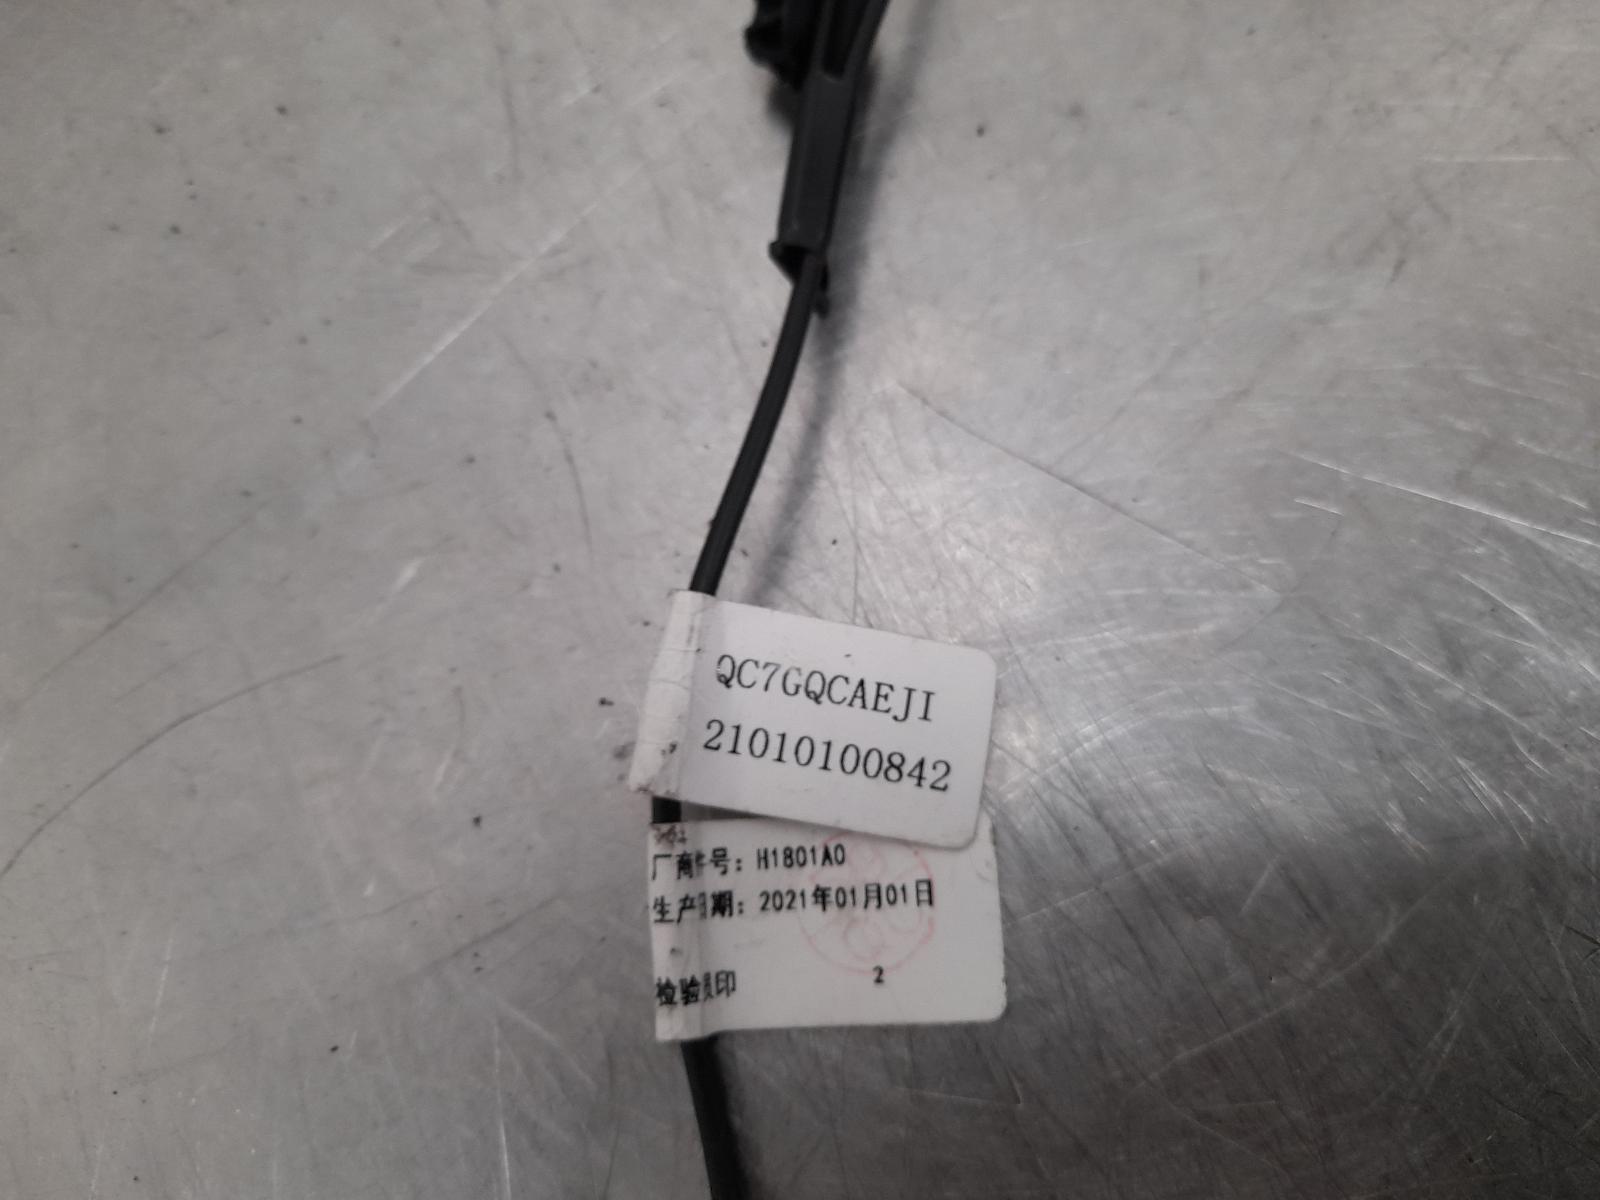 QC7GQCAEJI
21010100842
厂商件号：H1801A0
生产日期：2021年01月01日
检验员印 2